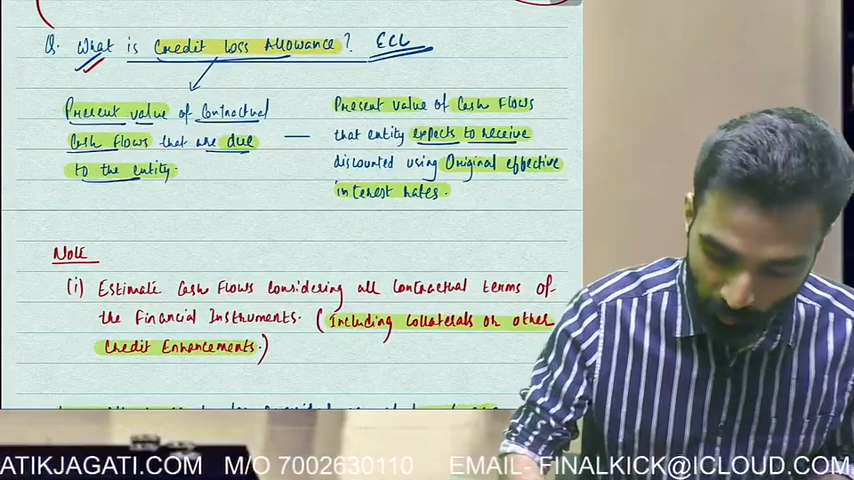 Q. What is Credit Loss Allowance? ECL
Present value of Contractual
Cash Flows that are due
to the entity.
—
Present value of Cash Flows
that entity expects to receive
discounted using Original effective
interest rates.
Note
(i) Estimate Cash Flows Considering all Contractual terms of
the Financial Instruments. (Including Collaterals or other
Credit Enhancements.)
ATIKJAGATI.COM M/O 7002630110 EMAIL- FINALKICK@ICLOUD.COM